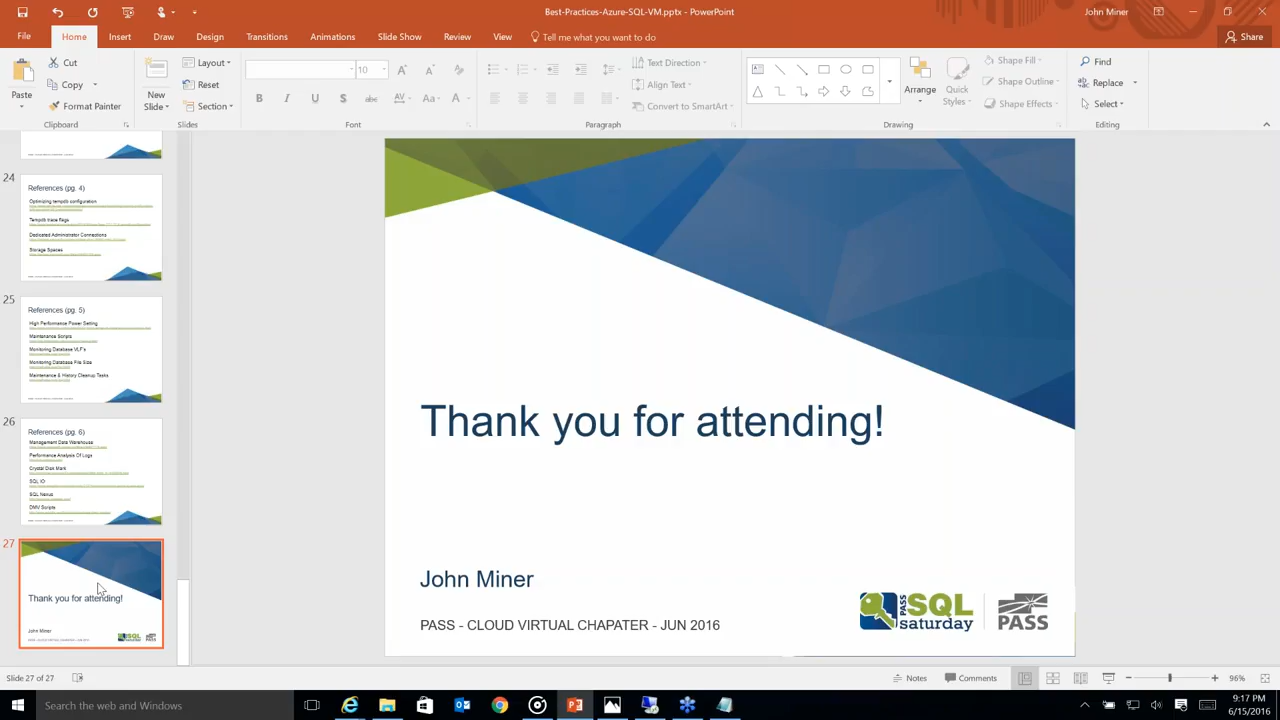 Best-Practices-Azure-SQL-VM.pptx - PowerPoint
John Miner
File
Home
Insert
Draw
Design
Transitions
Animations
Slide Show
Review
View
Tell me what you want to do
Share
Paste
Cut
Copy
Format Painter
Clipboard
New
Slide
Layout
Reset
Section
Slides
10
Font
Text Direction
Align Text
Convert to SmartArt
Paragraph
Arrange
Quick
Styles
Shape Fill
Shape Outline
Shape Effects
Drawing
Find
Replace
Select
Editing
24
References (pg. 4)
Optimizing tempdb configuration
Tempdb trace flags
Dedicated Administrator Connections
Storage Spaces
25
References (pg. 5)
High Performance Power Setting
Maintenance Scripts
Monitoring Database VLF's
Monitoring Database File Size
Maintenance & History Cleanup Tasks
26
References (pg. 6)
Management Data Warehouse
Performance Analysis Of Logs
Crystal Disk Mark
SQL IO
SQL Nexus
DMV Scripts
27
Thank you for attending!
John Miner
Thank you for attending!
John Miner
PASS - CLOUD VIRTUAL CHAPATER - JUN 2016
PASS SQL
saturday
PASS
Slide 27 of 27
Notes
Comments
96%
Search the web and Windows
9:17 PM
6/15/2016